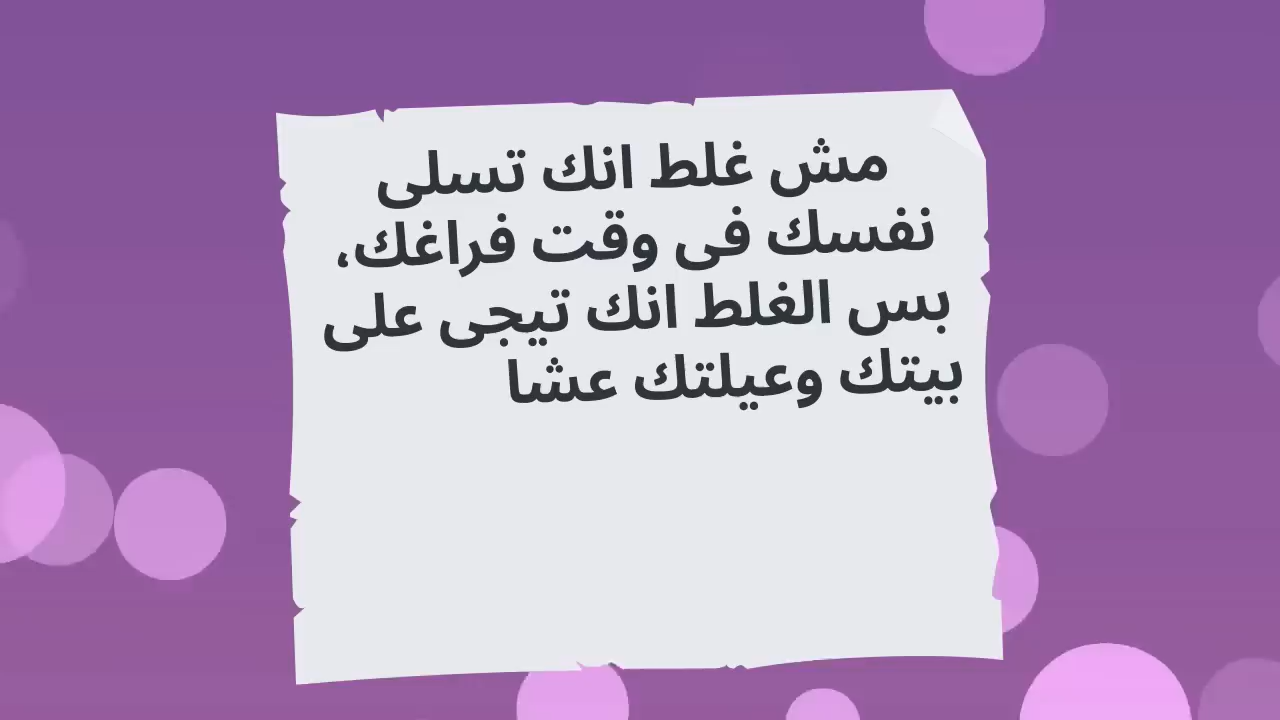 مش غلط انك تسلى
نفسك فى وقت فراغك،
بس الغلط انك تيجى على
بيتك وعيلتك عشا